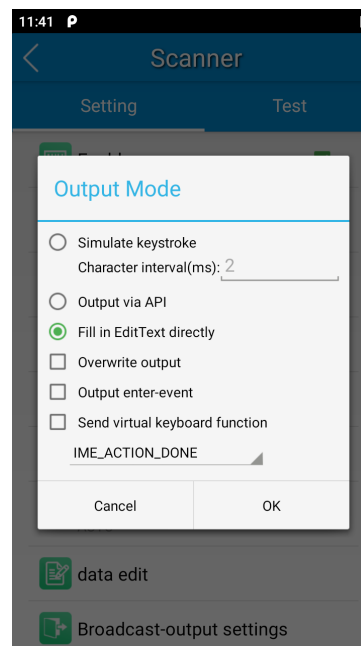 11:41
Scanner
Setting Test
Output Mode
Simulate keystroke
Character interval(ms): 2
Output via API
Fill in EditText directly
Overwrite output
Output enter-event
Send virtual keyboard function
IME_ACTION_DONE
Cancel OK
data edit
Broadcast-output settings